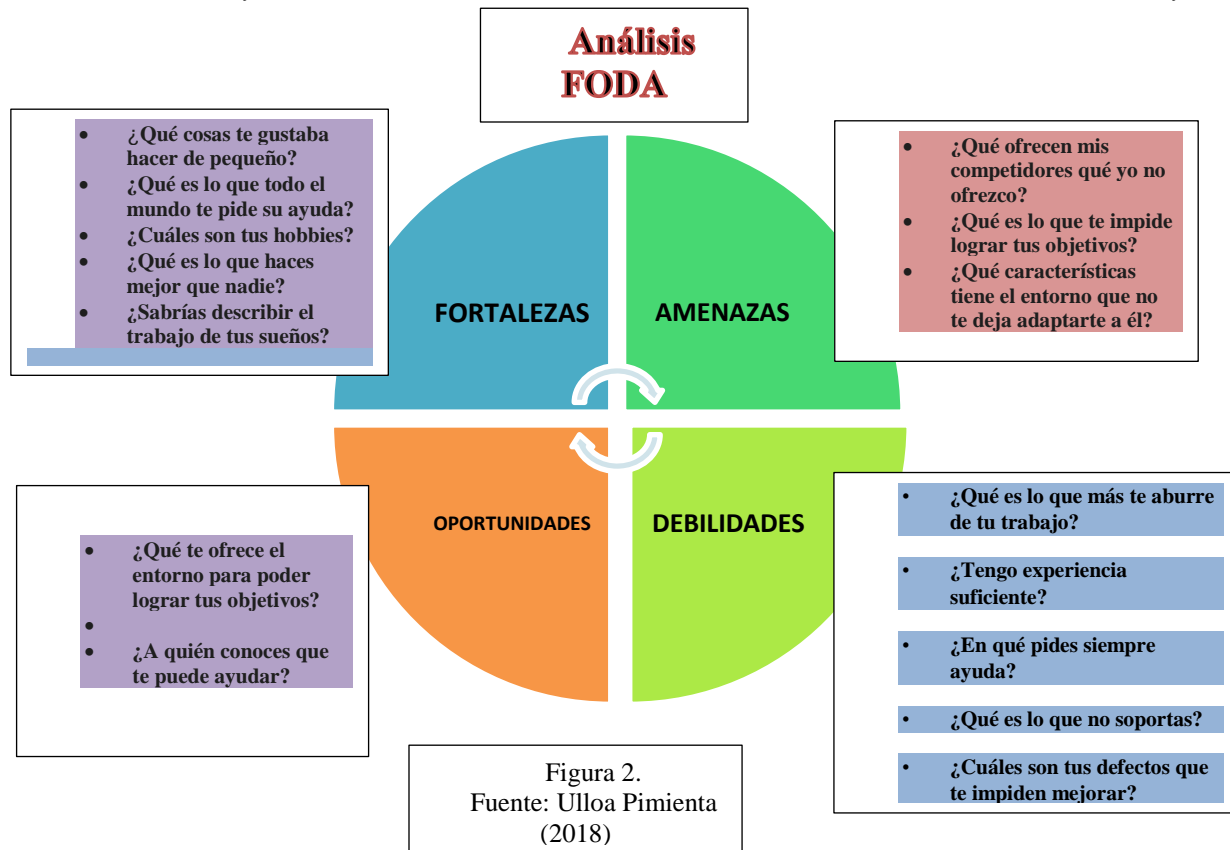 Análisis
FODA
• ¿Qué cosas te gustaba
hacer de pequeño?
• ¿Qué es lo que todo el
mundo te pide su ayuda?
• ¿Cuáles son tus hobbies?
• ¿Qué es lo que haces
mejor que nadie?
• ¿Sabrías describir el
trabajo de tus sueños?
• ¿Qué ofrecen mis
competidores qué yo no
ofrezco?
• ¿Qué es lo que te impide
lograr tus objetivos?
• ¿Qué características
tiene el entorno que no
te deja adaptarte a él?
FORTALEZAS
AMENAZAS
OPORTUNIDADES
DEBILIDADES
• ¿Qué te ofrece el
entorno para poder
lograr tus objetivos?
•
• ¿A quién conoces que
te puede ayudar?
• ¿Qué es lo que más te aburre
de tu trabajo?
• ¿Tengo experiencia
suficiente?
• ¿En qué pides siempre
ayuda?
• ¿Qué es lo que no soportas?
• ¿Cuáles son tus defectos que
te impiden mejorar?
Figura 2.
Fuente: Ulloa Pimienta
(2018)